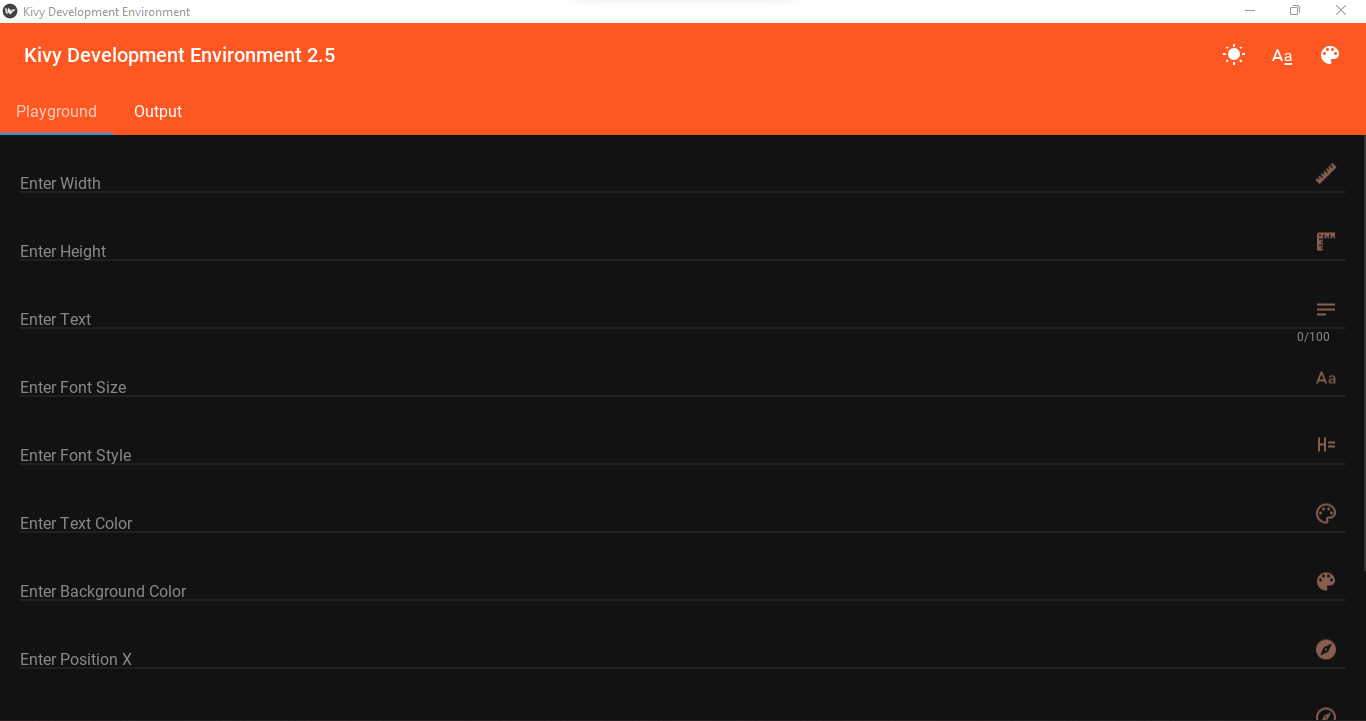 Kivy Development Environment
Kivy Development Environment 2.5
Aa
Playground Output
Enter Width
Enter Height
Enter Text
0/100
Enter Font Size
Aa
Enter Font Style
H=
Enter Text Color
Enter Background Color
Enter Position X